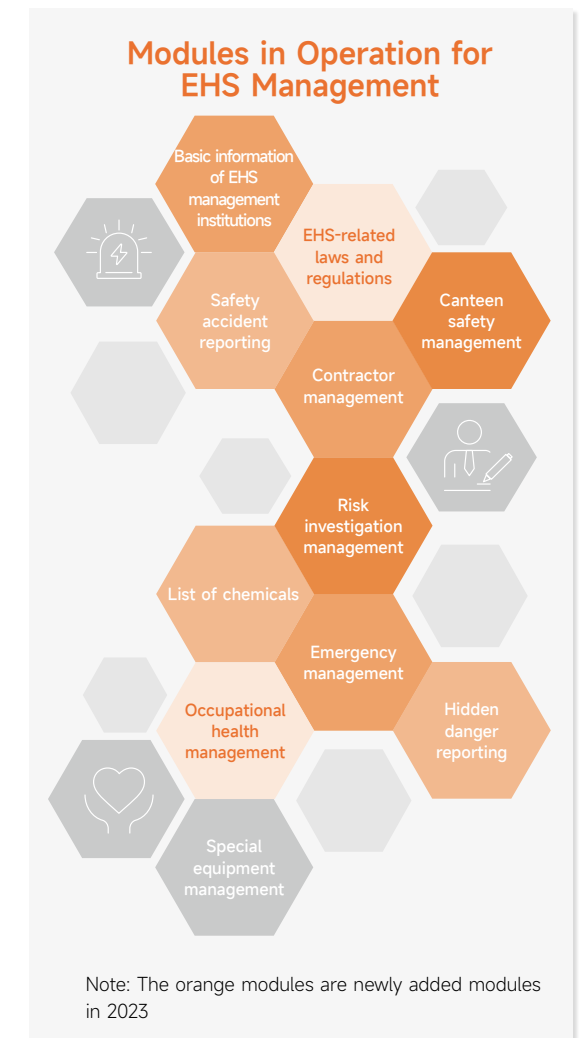 Modules in Operation for
EHS Management
Basic information
of EHS
management
institutions
EHS-related
laws and
regulations
Safety
accident
reporting
Canteen
safety
management
Contractor
management
Risk
investigation
management
List of chemicals
Emergency
management
Occupational
health
management
Hidden
danger
reporting
Special
equipment
management
Note: The orange modules are newly added modules
in 2023